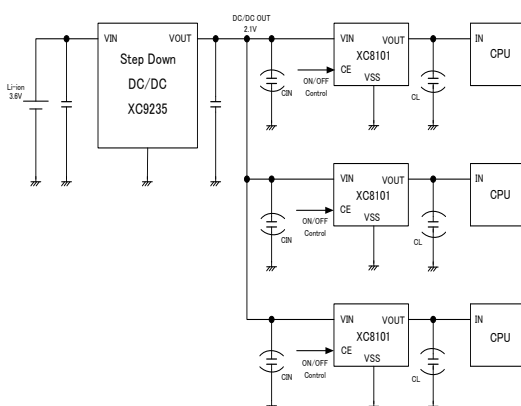 DC/DC OUT
2.1V
VIN
VOUT
Step Down
DC/DC
XC9235
Li-ion
3.6V
VIN
VOUT
XC8101
CE
VSS
CIN
ON/OFF
Control
CL
IN
CPU
VIN
VOUT
XC8101
CE
VSS
CIN
ON/OFF
Control
CL
IN
CPU
VIN
VOUT
XC8101
CE
VSS
CIN
ON/OFF
Control
CL
IN
CPU